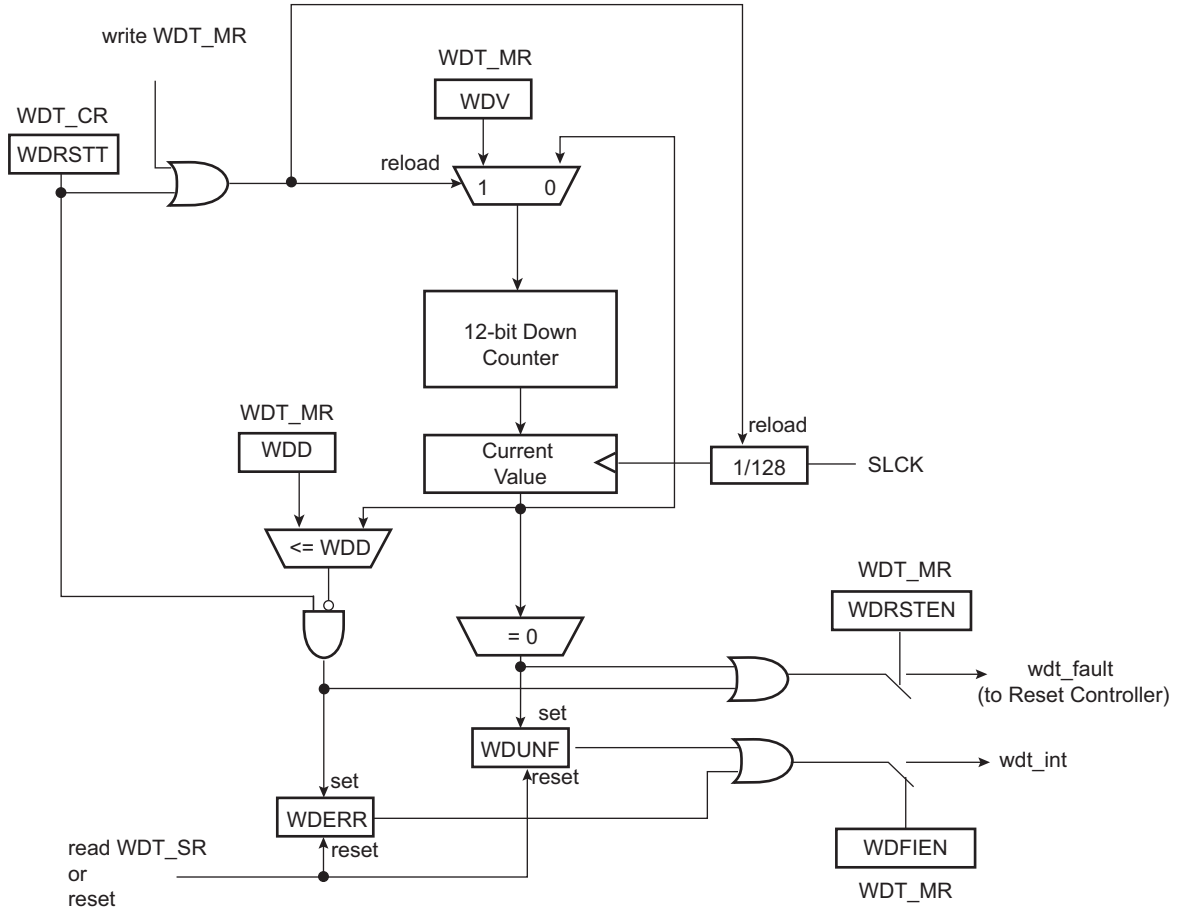 write WDT_MR
WDT_MR
WDV
WDT_CR
WDRSTT
reload
1
0
12-bit Down
Counter
WDT_MR
WDD
Current
Value
reload
1/128
SLCK
<= WDD
WDT_MR
WDRSTEN
= 0
wdt_fault
(to Reset Controller)
set
WDUNF
reset
wdt_int
set
WDERR
reset
read WDT_SR
or
reset
WDFIEN
WDT_MR